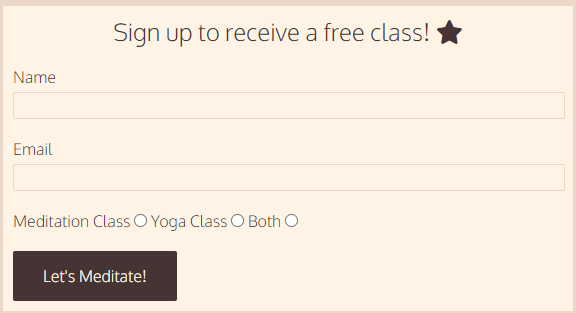 Sign up to receive a free class!
Name
Email
Meditation Class Yoga Class Both
Let's Meditate!